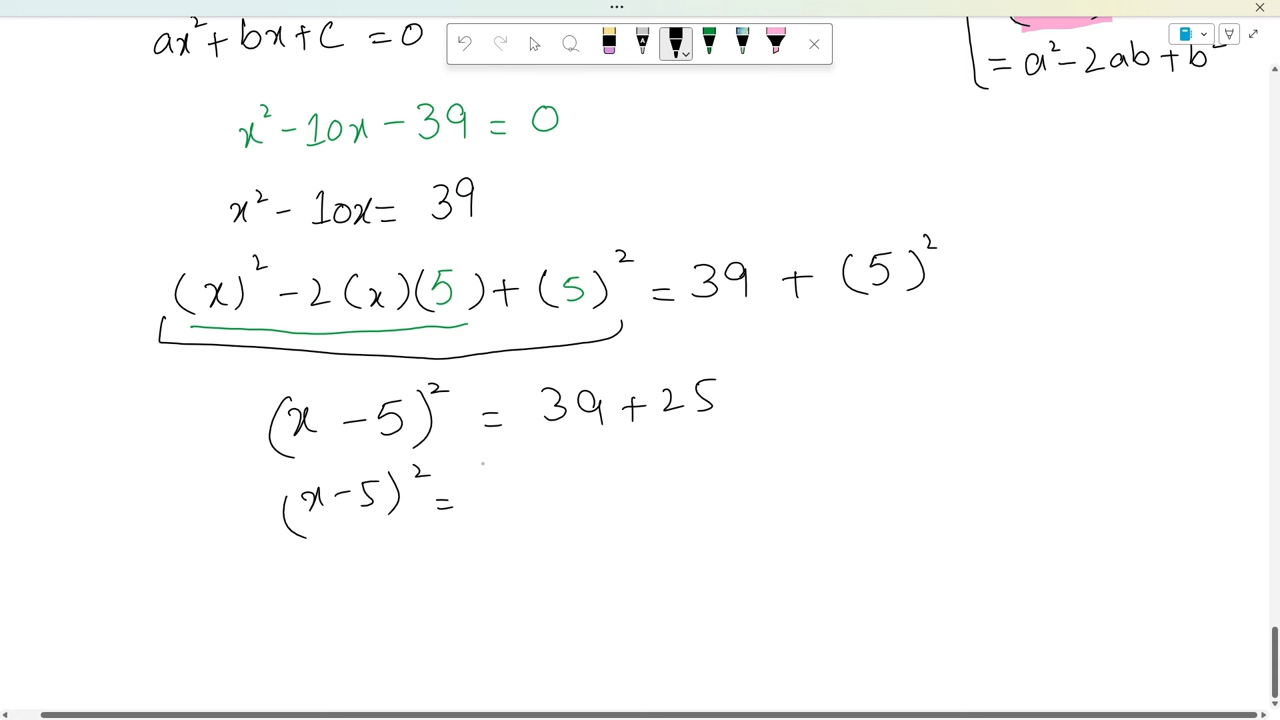 ax² + bx + c = 0
= a² - 2ab + b²
x² - 10x - 39 = 0
x² - 10x = 39
(x)² - 2(x)(5) + (5)² = 39 + (5)²
(x - 5)² = 39 + 25
(x - 5)² =